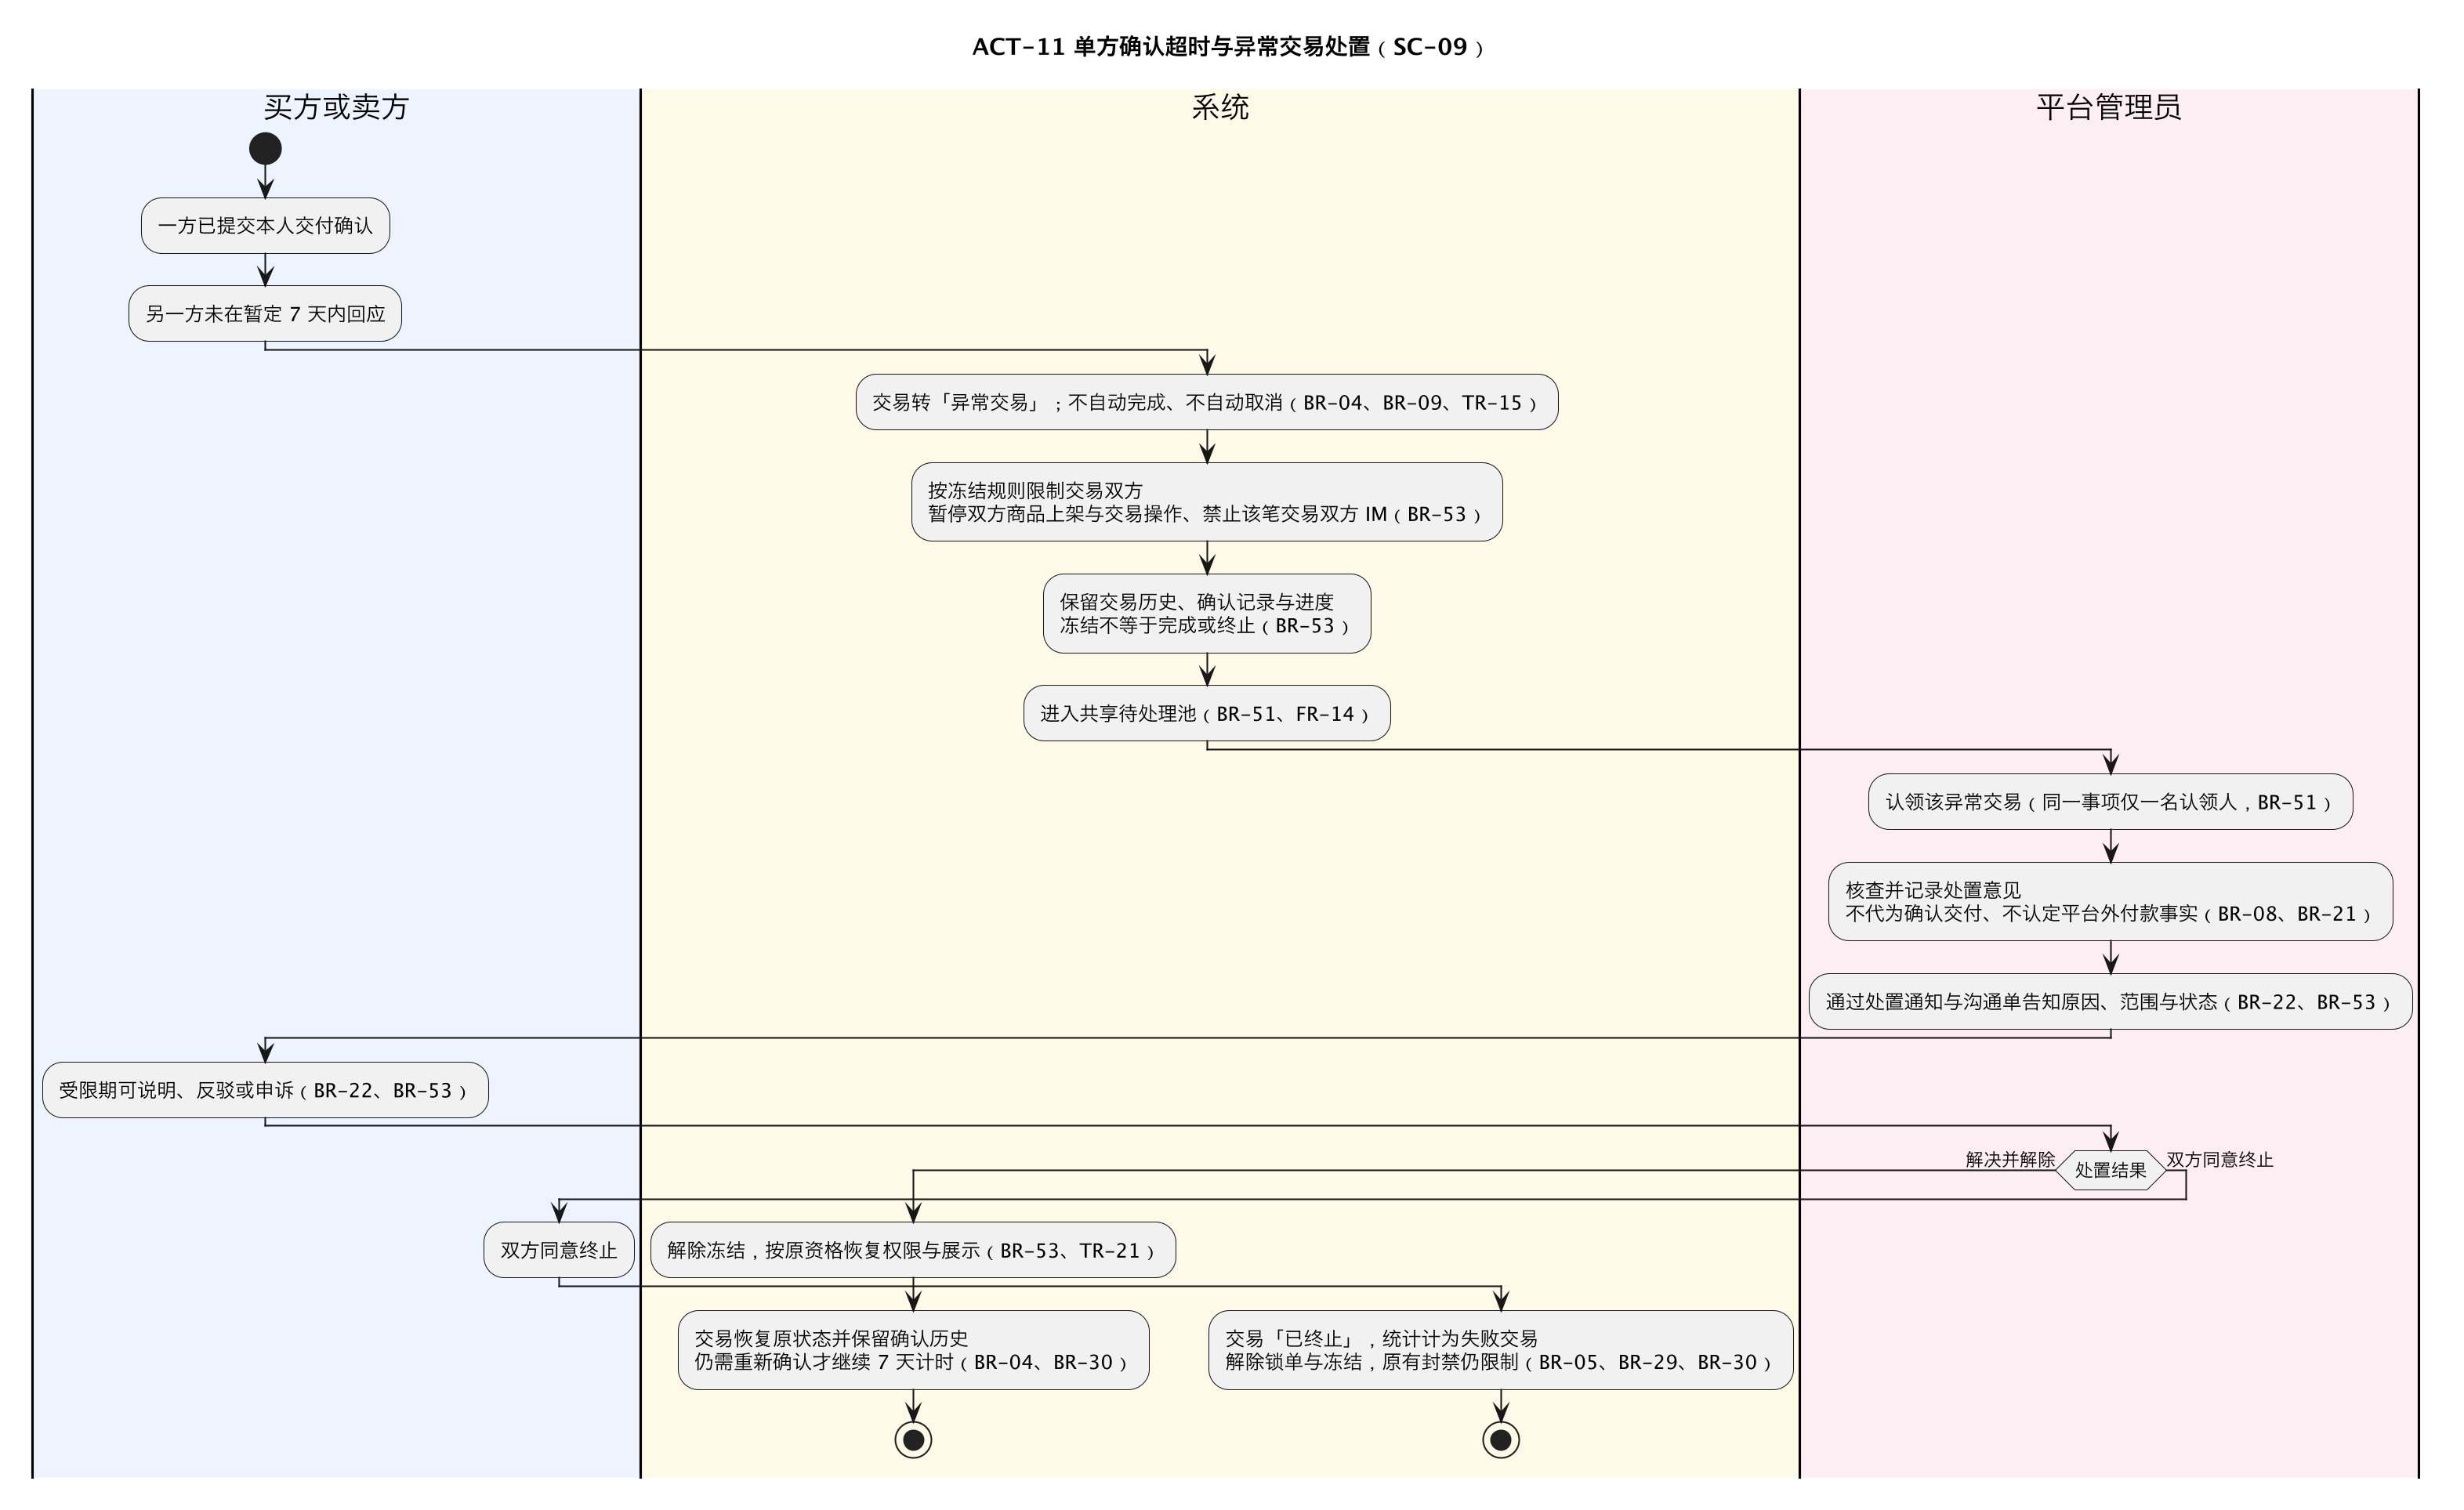 ACT-11 单方确认超时与异常交易处置（SC-09）
买方或卖方
系统
平台管理员
一方已提交本人交付确认
另一方未在暂定 7 天内回应
交易转「异常交易」；不自动完成、不自动取消（BR-04、BR-09、TR-15）
按冻结规则限制交易双方
暂停双方商品上架与交易操作、禁止该笔交易双方 IM（BR-53）
保留交易历史、确认记录与进度
冻结不等于完成或终止（BR-53）
进入共享待处理池（BR-51、FR-14）
认领该异常交易（同一事项仅一名认领人，BR-51）
核查并记录处置意见
不代为确认交付、不认定平台外付款事实（BR-08、BR-21）
通过处置通知与沟通单告知原因、范围与状态（BR-22、BR-53）
受限期可说明、反驳或申诉（BR-22、BR-53）
解决并解除
处置结果
双方同意终止
双方同意终止
解除冻结，按原资格恢复权限与展示（BR-53、TR-21）
交易恢复原状态并保留确认历史
仍需重新确认才继续 7 天计时（BR-04、BR-30）
交易「已终止」，统计计为失败交易
解除锁单与冻结，原有封禁仍限制（BR-05、BR-29、BR-30）